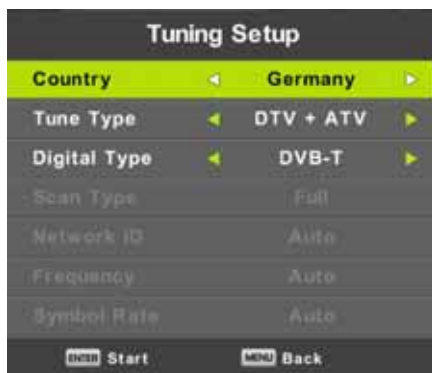 Tuning Setup
Country Germany
Tune Type DTV + ATV
Digital Type DVB-T
Scan Type Full
Network ID Auto
Frequency Auto
Symbol Rate Auto
ENTER Start MENU Back